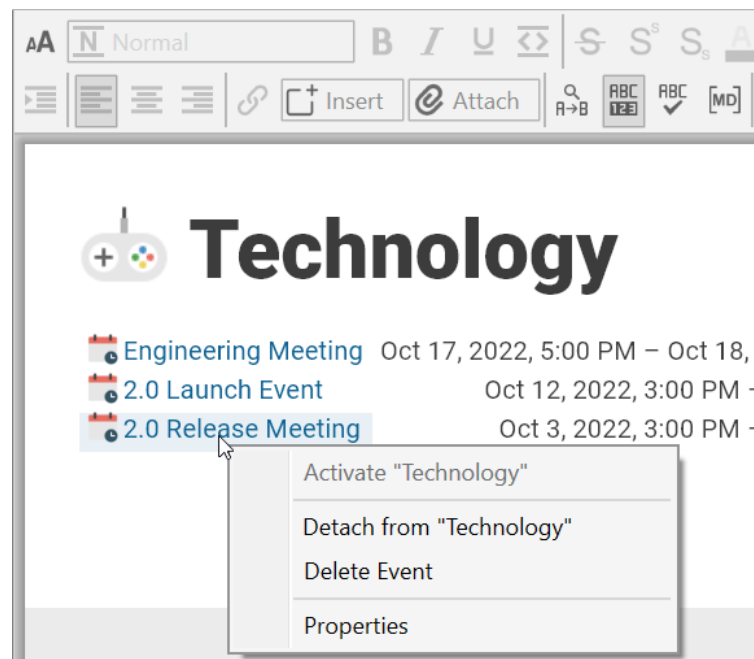 AA N Normal B I U <> S S^s S_s A
Insert Attach A→B ABC 123 ABC [MD]
Technology
Engineering Meeting Oct 17, 2022, 5:00 PM – Oct 18,
2.0 Launch Event Oct 12, 2022, 3:00 PM –
2.0 Release Meeting Oct 3, 2022, 3:00 PM –
Activate "Technology"
Detach from "Technology"
Delete Event
Properties